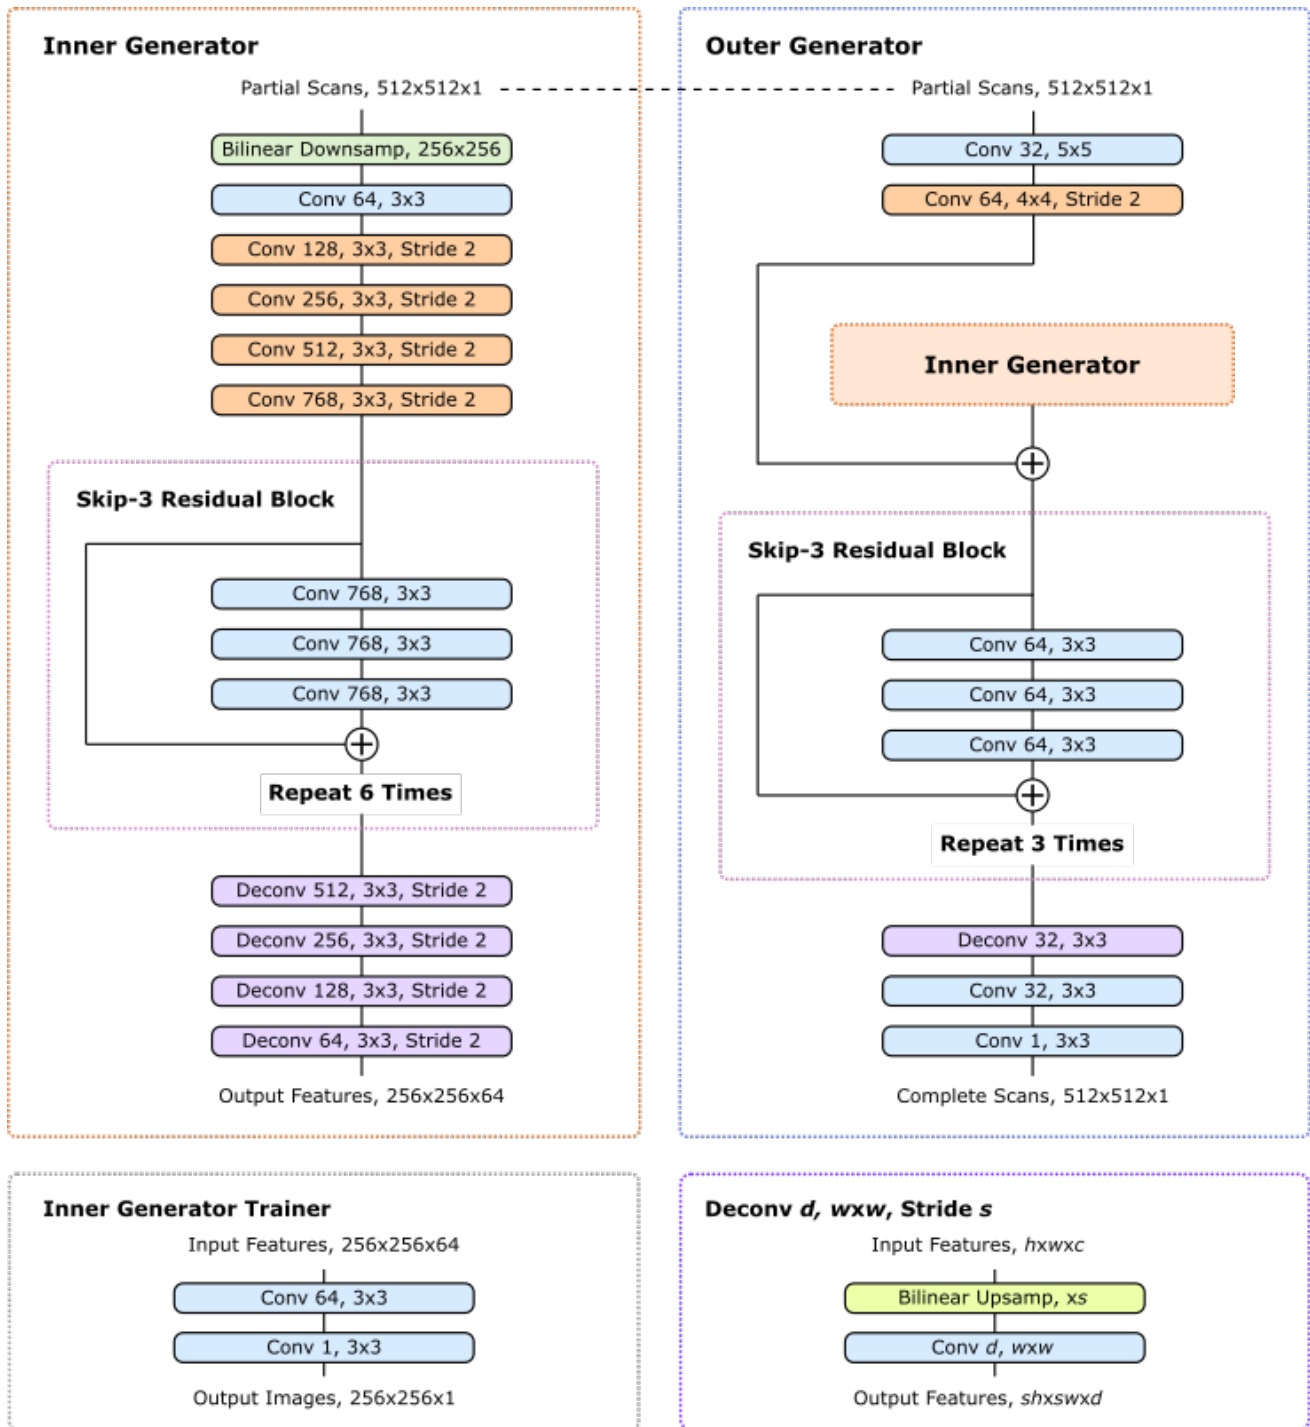 Inner Generator
Partial Scans, 512x512x1
Bilinear Downsamp, 256x256
Conv 64, 3x3
Conv 128, 3x3, Stride 2
Conv 256, 3x3, Stride 2
Conv 512, 3x3, Stride 2
Conv 768, 3x3, Stride 2
Skip-3 Residual Block
Conv 768, 3x3
Conv 768, 3x3
Conv 768, 3x3
Repeat 6 Times
Deconv 512, 3x3, Stride 2
Deconv 256, 3x3, Stride 2
Deconv 128, 3x3, Stride 2
Deconv 64, 3x3, Stride 2
Output Features, 256x256x64
Outer Generator
Partial Scans, 512x512x1
Conv 32, 5x5
Conv 64, 4x4, Stride 2
Inner Generator
Skip-3 Residual Block
Conv 64, 3x3
Conv 64, 3x3
Conv 64, 3x3
Repeat 3 Times
Deconv 32, 3x3
Conv 32, 3x3
Conv 1, 3x3
Complete Scans, 512x512x1
Inner Generator Trainer
Input Features, 256x256x64
Conv 64, 3x3
Conv 1, 3x3
Output Images, 256x256x1
Deconv d, wxw, Stride s
Input Features, hxwxc
Bilinear Upsamp, xs
Conv d, wxw
Output Features, shxswxd